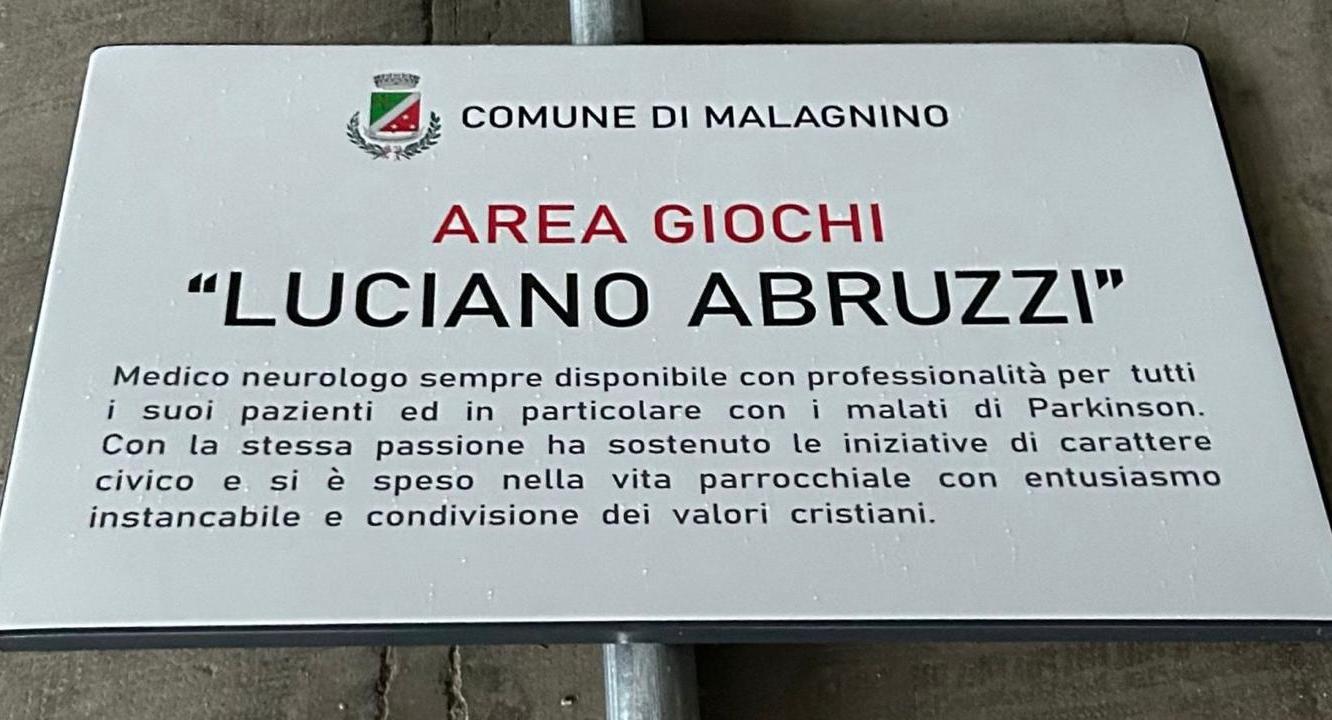 COMUNE DI MALAGNINO
AREA GIOCHI
“LUCIANO ABRUZZI”
Medico neurologo sempre disponibile con professionalità per tutti
i suoi pazienti ed in particolare con i malati di Parkinson.
Con la stessa passione ha sostenuto le iniziative di carattere
civico e si è speso nella vita parrocchiale con entusiasmo
instancabile e condivisione dei valori cristiani.